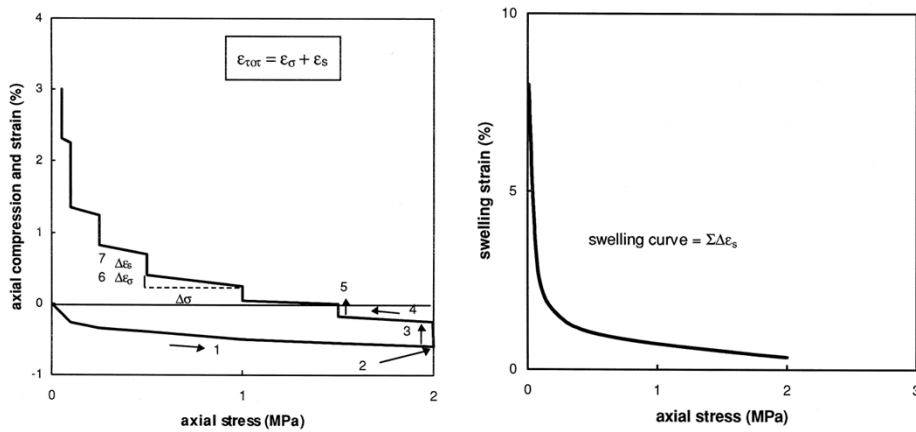 4
3
2
1
0
-1
axial compression and strain (%)
ε_τοτ = ε_σ + ε_s
7 Δε_s
6 Δε_σ
Δσ
5
4
3
1
2
0 1 2
axial stress (MPa)
10
5
0
swelling strain (%)
swelling curve = ΣΔε_s
0 1 2 3
axial stress (MPa)